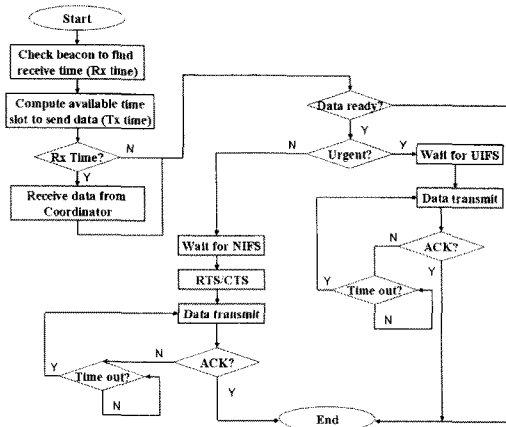 Start
Check beacon to find
receive time (Rx time)
Compute available time
slot to send data (Tx time)
Rx Time?
N
Y
Receive data from
Coordinator
Data ready?
Y
Urgent?
N
Y
Wait for UIFS
Data transmit
ACK?
N
Y
Time out?
Y
N
Wait for NIFS
RTS/CTS
Data transmit
ACK?
N
Y
Time out?
Y
N
End